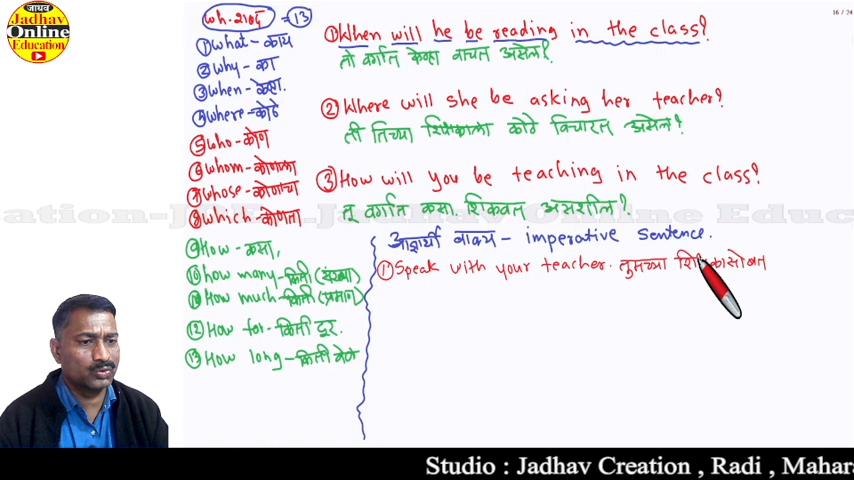 जाधव
Jadhav
Online
Education
wh. शब्द = 13
① what - काय
② why - का
③ when - केव्हा.
④ where - कोठे
⑤ who - कोण
⑥ whom - कोणाला
⑦ whose - कोणाचा
⑧ which - कोणता
⑨ How - कसा,
⑩ how many - किती (संख्या)
How much - किती (प्रमाण)
⑫ How far - किती दूर.
⑬ How long - किती वेळ
16 / 24
① When will he be reading in the class?
तो वर्गात केव्हा वाचत असेल?
② Where will she be asking her teacher?
ती तिच्या शिक्षकाला कोठे विचारत असेल?
③ How will you be teaching in the class?
तू वर्गात कसा शिकवत असशील?
आज्ञार्थी वाक्य - imperative sentence.
① Speak with your teacher. तुमच्या
Online Educ
Studio : Jadhav Creation , Radi , Mahara